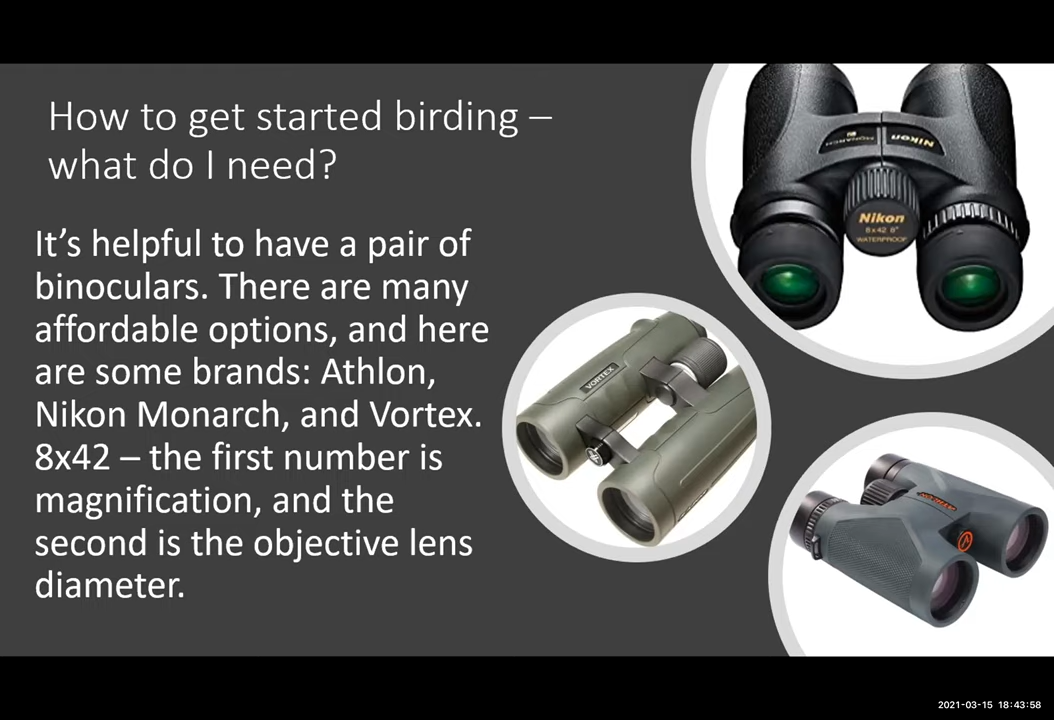 How to get started birding –
what do I need?
It’s helpful to have a pair of
binoculars. There are many
affordable options, and here
are some brands: Athlon,
Nikon Monarch, and Vortex.
8x42 – the first number is
magnification, and the
second is the objective lens
diameter.
MONARCH
Nikon
Nikon
8x42 8°
WATERPROOF
VORTEX
2021-03-15 18:43:58